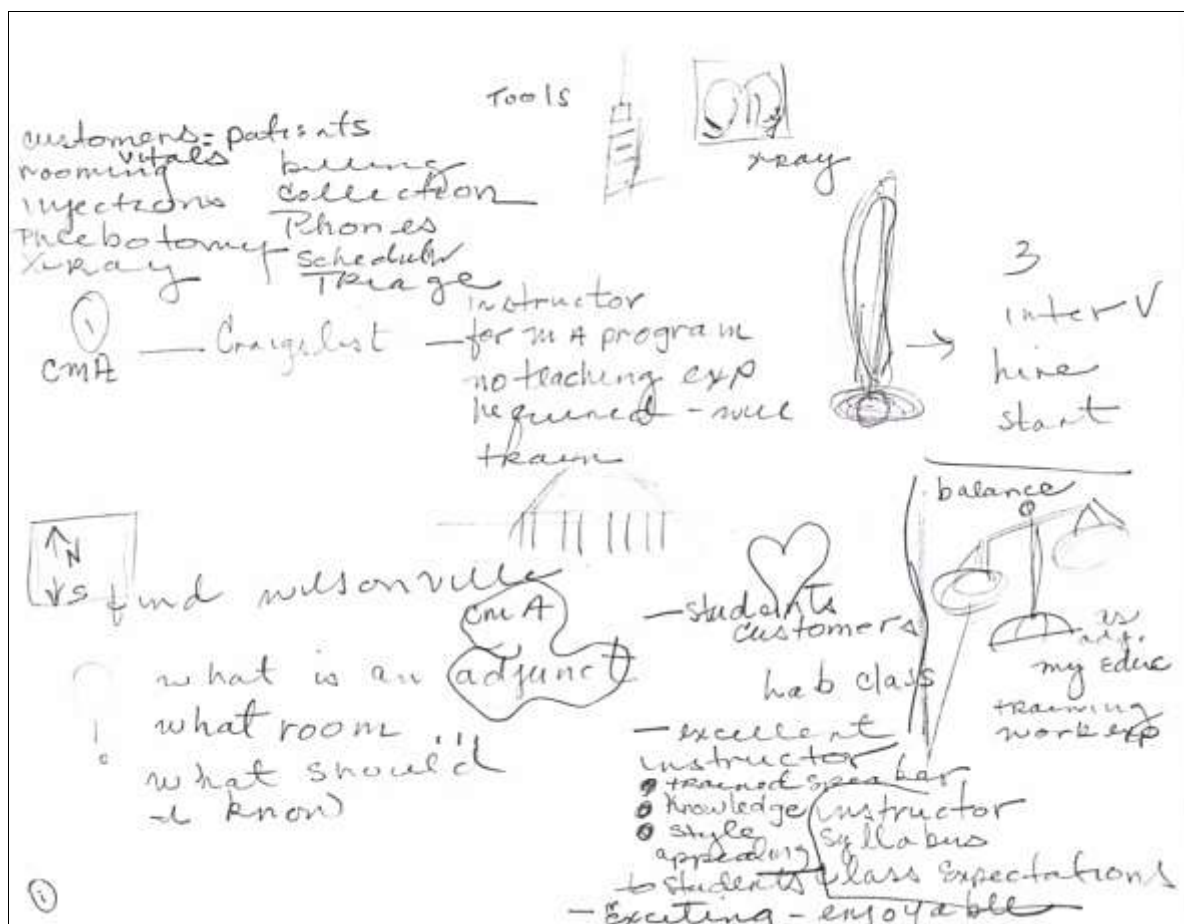 Tools
x-ray
customers = patients
rooming vitals billing
injections collection
Phlebotomy Phones
X-Ray Schedule
Triage
1
CMA — Craigslist — instructor
for MA program
no teaching exp
required - will
train
3
interV
hire
start
balance
N
S find wilsonville
CMA
what is an adjunct
what room
what should
I know
— students
customers
my Educ
training
work exp
Lab class
— excellent
instructor
trained speaker
Knowledge instructor
style Syllabus
appealing
to students Class Expectations
— Exciting - enjoyable
1